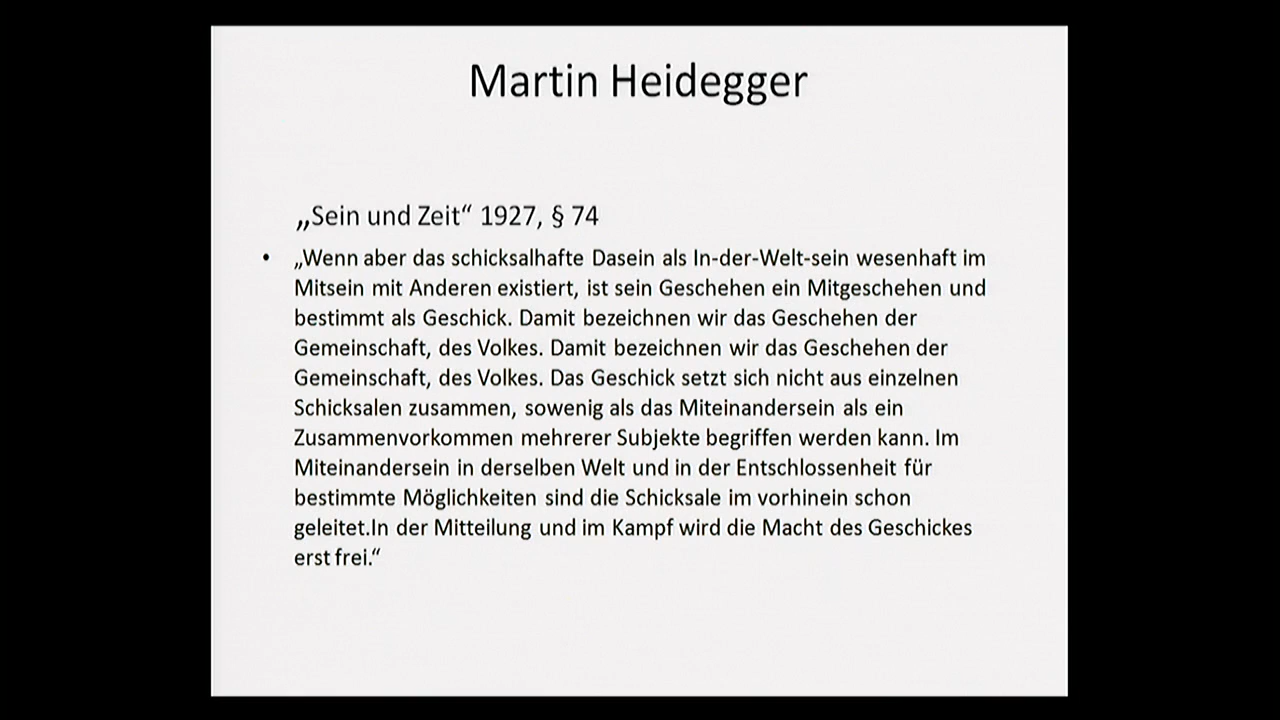 Martin Heidegger
„Sein und Zeit“ 1927, § 74
• „Wenn aber das schicksalhafte Dasein als In-der-Welt-sein wesenhaft im
Mitsein mit Anderen existiert, ist sein Geschehen ein Mitgeschehen und
bestimmt als Geschick. Damit bezeichnen wir das Geschehen der
Gemeinschaft, des Volkes. Damit bezeichnen wir das Geschehen der
Gemeinschaft, des Volkes. Das Geschick setzt sich nicht aus einzelnen
Schicksalen zusammen, sowenig als das Miteinandersein als ein
Zusammenvorkommen mehrerer Subjekte begriffen werden kann. Im
Miteinandersein in derselben Welt und in der Entschlossenheit für
bestimmte Möglichkeiten sind die Schicksale im vorhinein schon
geleitet.In der Mitteilung und im Kampf wird die Macht des Geschickes
erst frei.“